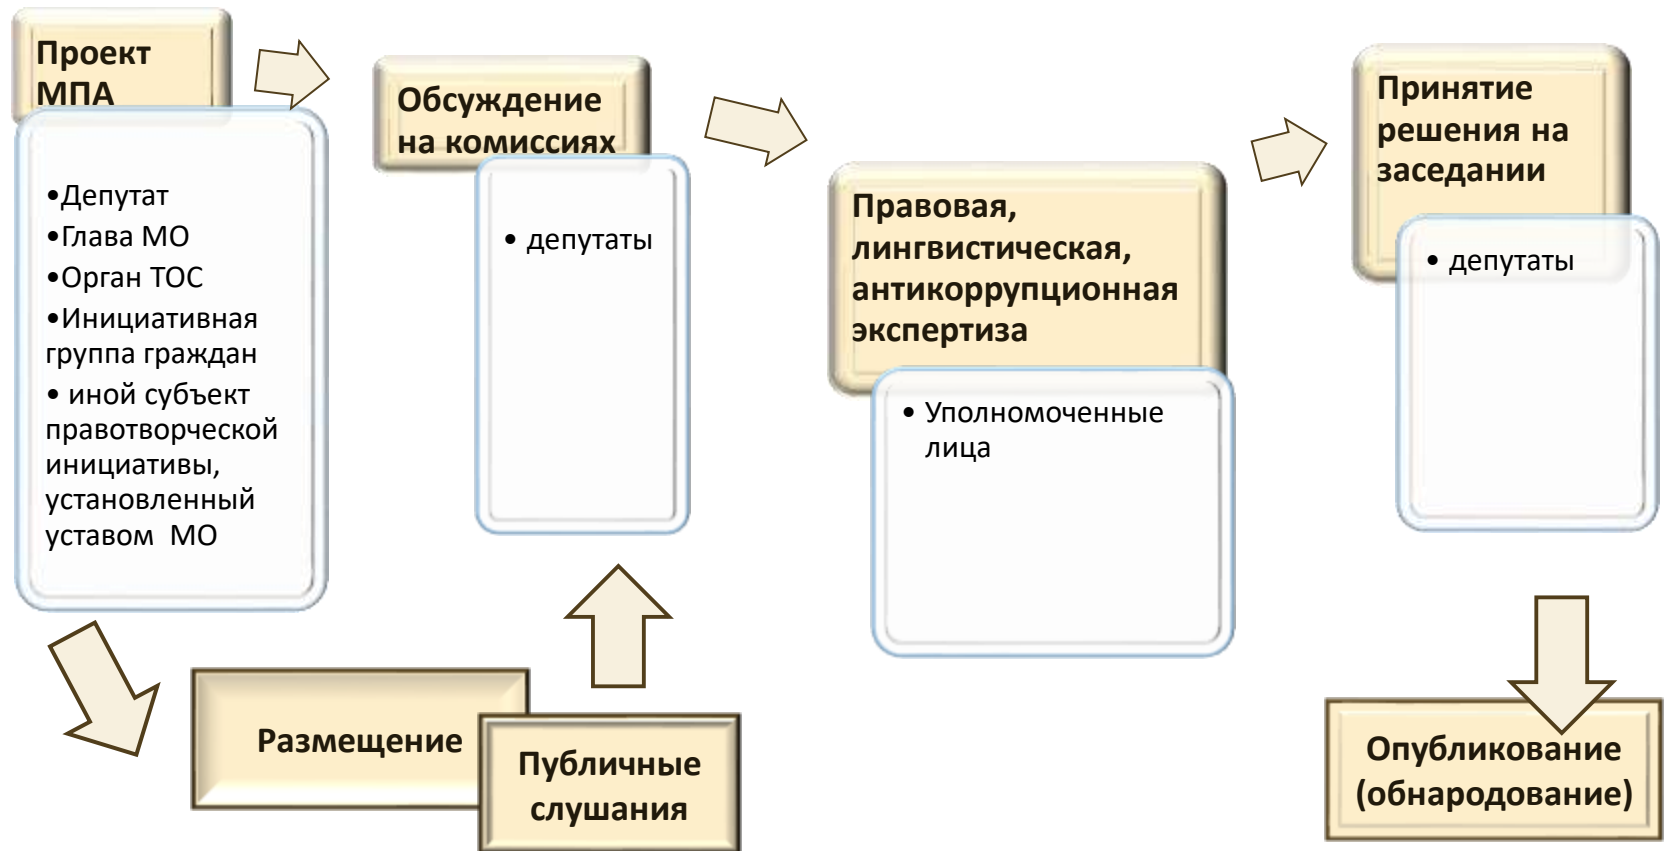 Проект
МПА
•Депутат
•Глава МО
•Орган ТОС
•Инициативная
группа граждан
• иной субъект
правотворческой
инициативы,
установленный
уставом МО
Обсуждение
на комиссиях
• депутаты
Правовая,
лингвистическая,
антикоррупционная
экспертиза
• Уполномоченные
лица
Принятие
решения на
заседании
• депутаты
Размещение
Публичные
слушания
Опубликование
(обнародование)